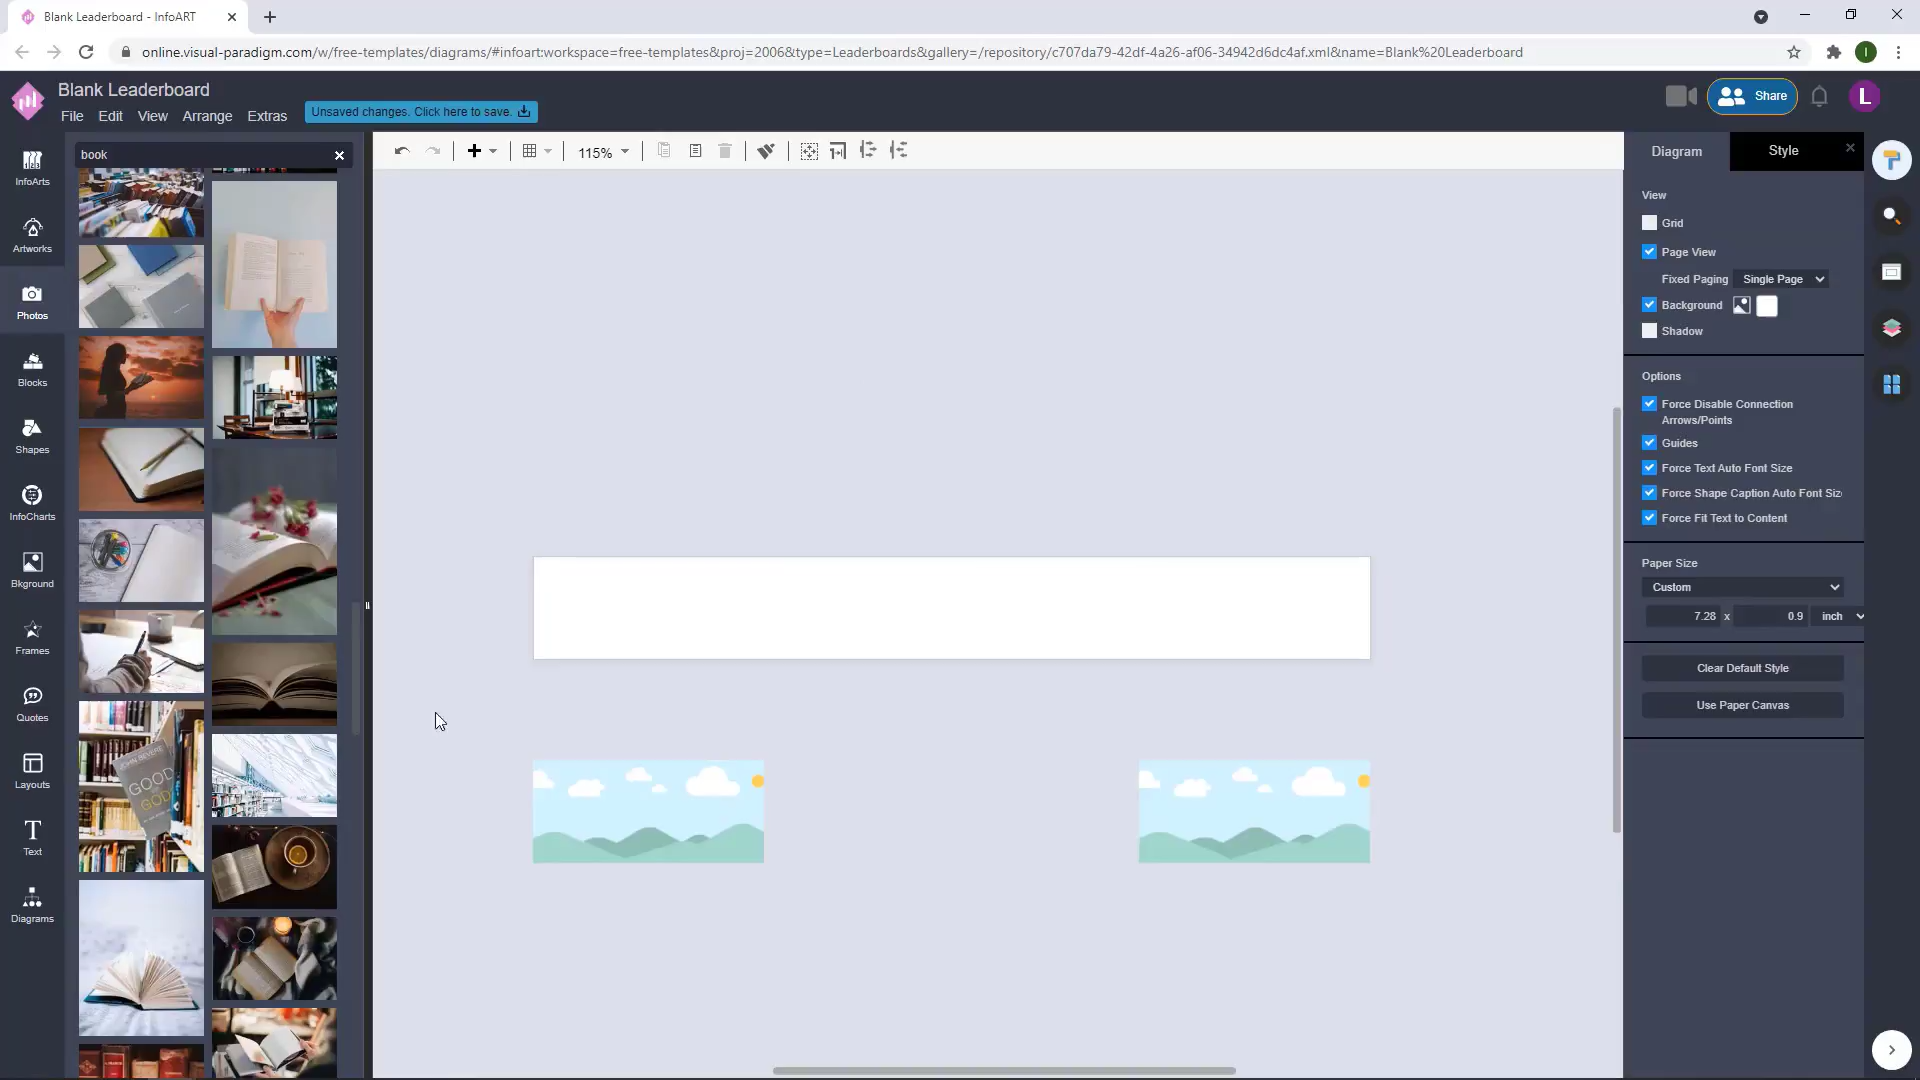 Blank Leaderboard - InfoART
online.visual-paradigm.com/w/free-templates/diagrams/#infoart:workspace=free-templates&proj=2006&type=Leaderboards&gallery=/repository/c707da79-42df-4a26-af06-34942d6dc4af.xml&name=Blank%20Leaderboard
I
Blank Leaderboard
File Edit View Arrange Extras
Unsaved changes. Click here to save.
Share
L
InfoArts
Artworks
Photos
Blocks
Shapes
InfoCharts
Bkground
Frames
Quotes
Layouts
Text
Diagrams
book
JOHN BEVERE
GOOD
GOD
115%
Diagram
Style
View
Grid
Page View
Fixed Paging Single Page
Background
Shadow
Options
Force Disable Connection
Arrows/Points
Guides
Force Text Auto Font Size
Force Shape Caption Auto Font Siz
Force Fit Text to Content
Paper Size
Custom
7.28 x 0.9 inch
Clear Default Style
Use Paper Canvas